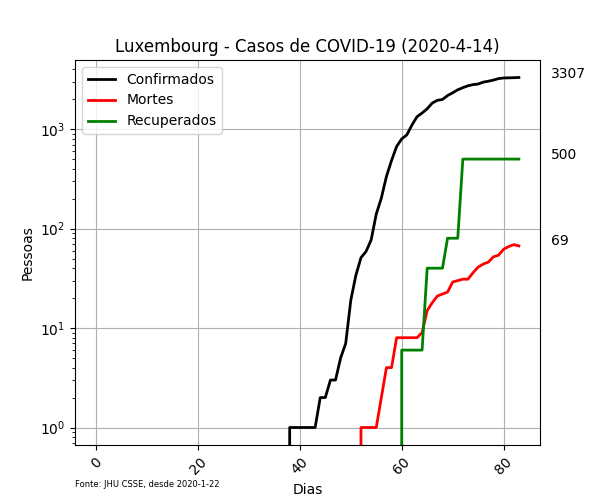 Luxembourg - Casos de COVID-19 (2020-4-14)
Confirmados
Mortes
Recuperados
3307
500
69
10³
10²
10¹
10⁰
Pessoas
0 20 40 60 80
Dias
Fonte: JHU CSSE, desde 2020-1-22